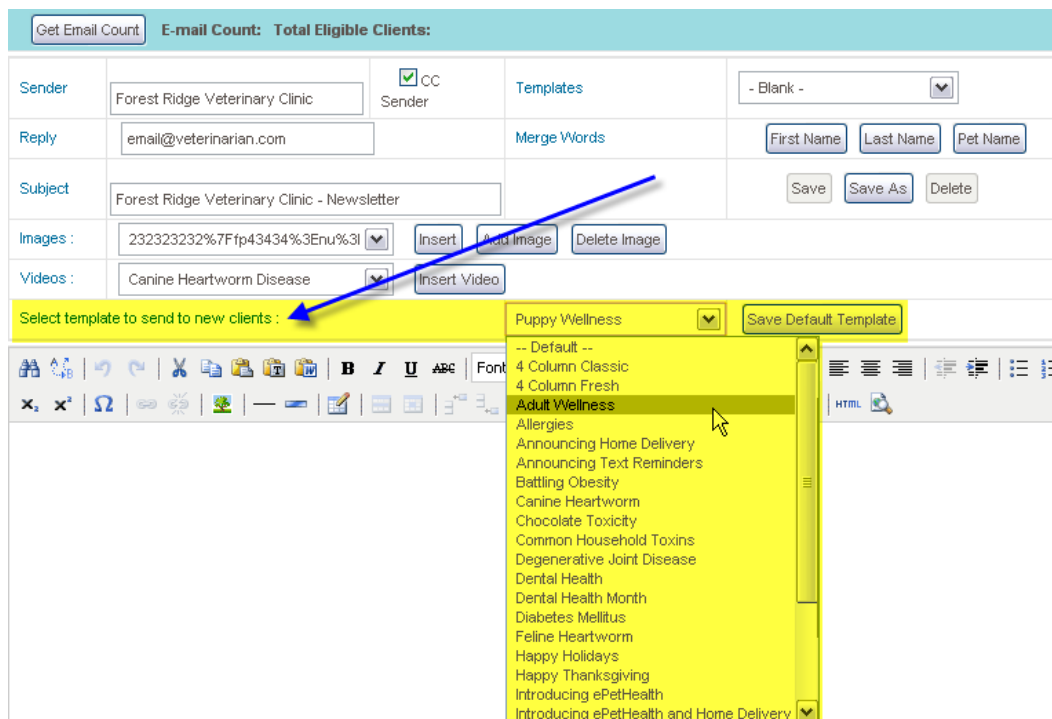 Get Email Count E-mail Count: Total Eligible Clients:
Sender Forest Ridge Veterinary Clinic CC Sender Templates - Blank -
Reply email@veterinarian.com Merge Words First Name Last Name Pet Name
Subject Forest Ridge Veterinary Clinic - Newsletter Save Save As Delete
Images : 232323232%7Ffp43434%3Enu%3 Insert Add Image Delete Image
Videos : Canine Heartworm Disease Insert Video
Select template to send to new clients : Puppy Wellness Save Default Template
B I U ABC Font
x₂ x² Ω HTML
-- Default --
4 Column Classic
4 Column Fresh
Adult Wellness
Allergies
Announcing Home Delivery
Announcing Text Reminders
Battling Obesity
Canine Heartworm
Chocolate Toxicity
Common Household Toxins
Degenerative Joint Disease
Dental Health
Dental Health Month
Diabetes Mellitus
Feline Heartworm
Happy Holidays
Happy Thanksgiving
Introducing ePetHealth
Introducing ePetHealth and Home Delivery